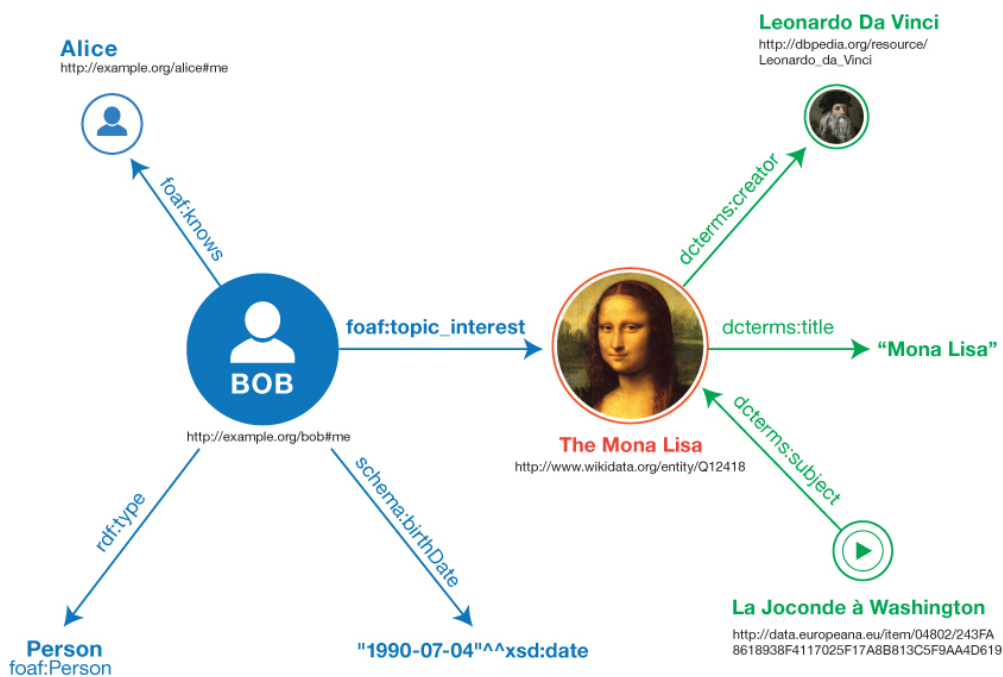 Alice
http://example.org/alice#me
Leonardo Da Vinci
http://dbpedia.org/resource/
Leonardo_da_Vinci
foaf:knows
dcterms:creator
BOB
http://example.org/bob#me
foaf:topic_interest
The Mona Lisa
http://www.wikidata.org/entity/Q12418
dcterms:title
“Mona Lisa”
dcterms:subject
rdf:type
schema:birthDate
Person
foaf:Person
"1990-07-04"^^xsd:date
La Joconde à Washington
http://data.europeana.eu/item/04802/243FA
8618938F4117025F17A8B813C5F9AA4D619